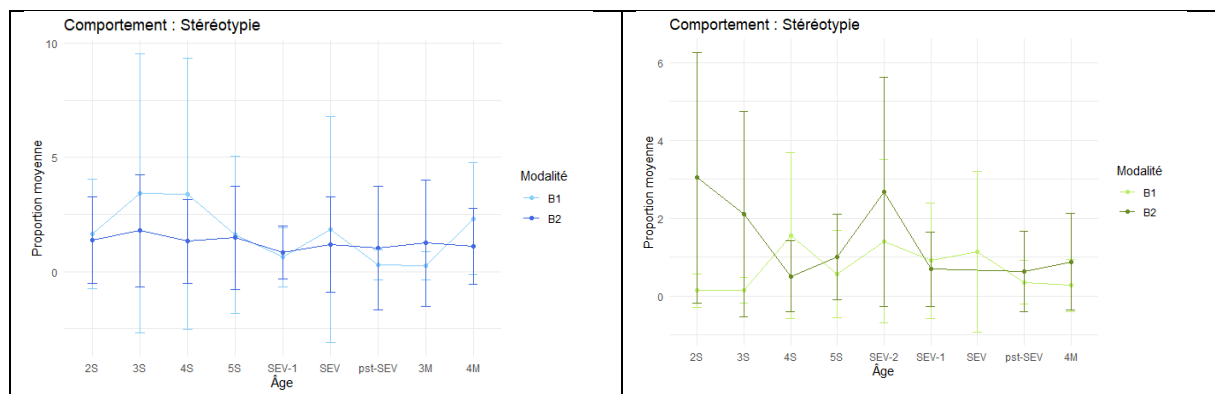 Comportement : Stéréotypie
10
5
0
Proportion moyenne
2S 3S 4S 5S SEV-1 SEV pst-SEV 3M 4M
Âge
Modalité
B1
B2
Comportement : Stéréotypie
6
4
2
0
Proportion moyenne
2S 3S 4S 5S SEV-2 SEV-1 SEV pst-SEV 4M
Âge
Modalité
B1
B2